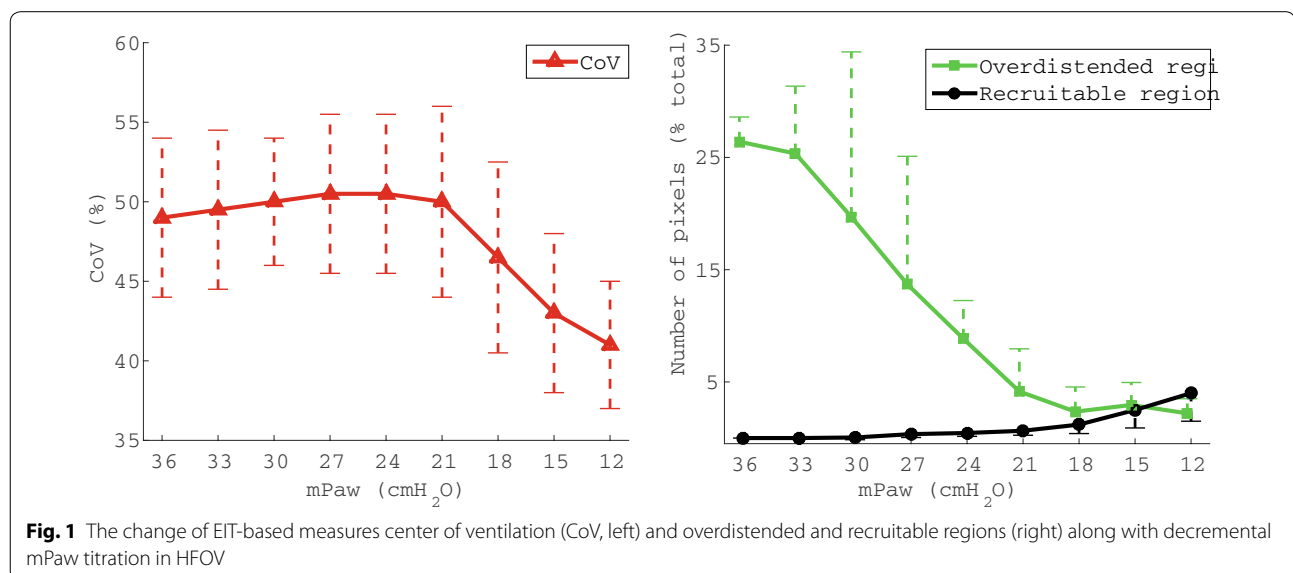 60
55
50
45
40
35
CoV (%)
CoV
36 33 30 27 24 21 18 15 12
mPaw (cmH2O)
35
25
15
5
Number of pixels (% total)
Overdistended regi
Recruitable region
36 33 30 27 24 21 18 15 12
mPaw (cmH2O)
Fig. 1 The change of EIT-based measures center of ventilation (CoV, left) and overdistended and recruitable regions (right) along with decremental
mPaw titration in HFOV